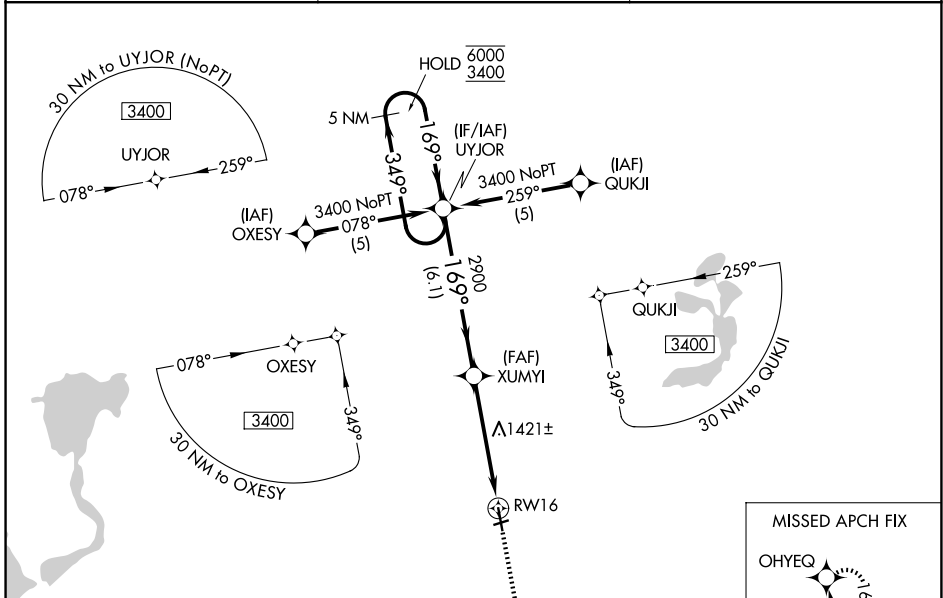 30 NM to UYJOR (NoPT)
3400
UYJOR
078°
259°
HOLD 6000
3400
5 NM
169°
349°
(IF/IAF)
UYJOR
3400 NoPT
259°
(5)
(IAF)
QUKJI
(IAF)
OXESY
3400 NoPT
078°
(5)
2900
169°
(6.1)
(FAF)
XUMYI
1421±
RW16
078°
OXESY
3400
349°
30 NM to OXESY
259°
QUKJI
3400
349°
30 NM to QUKJI
MISSED APCH FIX
OHYEQ